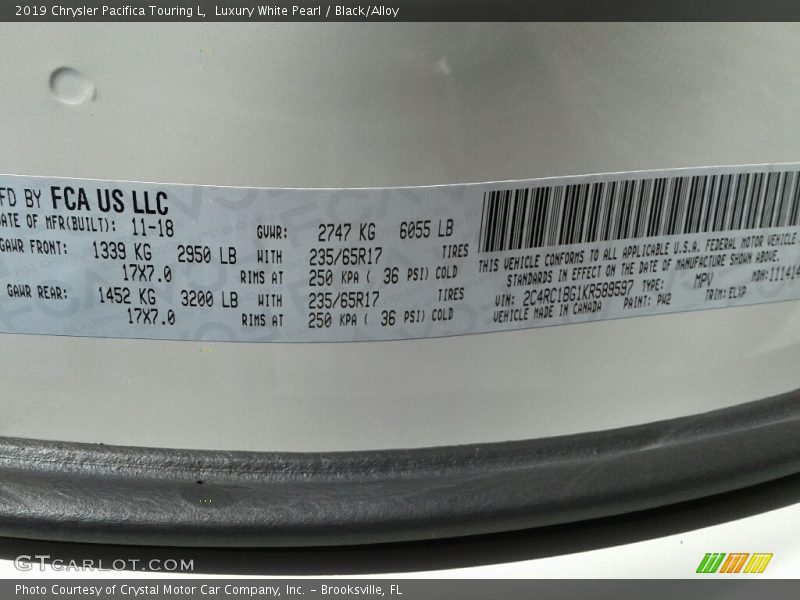 2019 Chrysler Pacifica Touring L, Luxury White Pearl / Black/Alloy
FD BY FCA US LLC
DATE OF MFR(BUILT): 11-18
GVWR: 2747 KG 6055 LB
GAWR FRONT: 1339 KG 2950 LB WITH 235/65R17 TIRES
17X7.0 RIMS AT 250 KPA ( 36 PSI) COLD
GAWR REAR: 1452 KG 3200 LB WITH 235/65R17 TIRES
17X7.0 RIMS AT 250 KPA ( 36 PSI) COLD
THIS VEHICLE CONFORMS TO ALL APPLICABLE U.S.A. FEDERAL MOTOR VEHICLE
STANDARDS IN EFFECT ON THE DATE OF MANUFACTURE SHOWN ABOVE.
VIN: 2C4RC1BG1KR589597 TYPE: MPV MDH: 111414
VEHICLE MADE IN CANADA PAINT: PW2 TRIM: ELXP
GTCARLOT.COM
Photo Courtesy of Crystal Motor Car Company, Inc. – Brooksville, FL